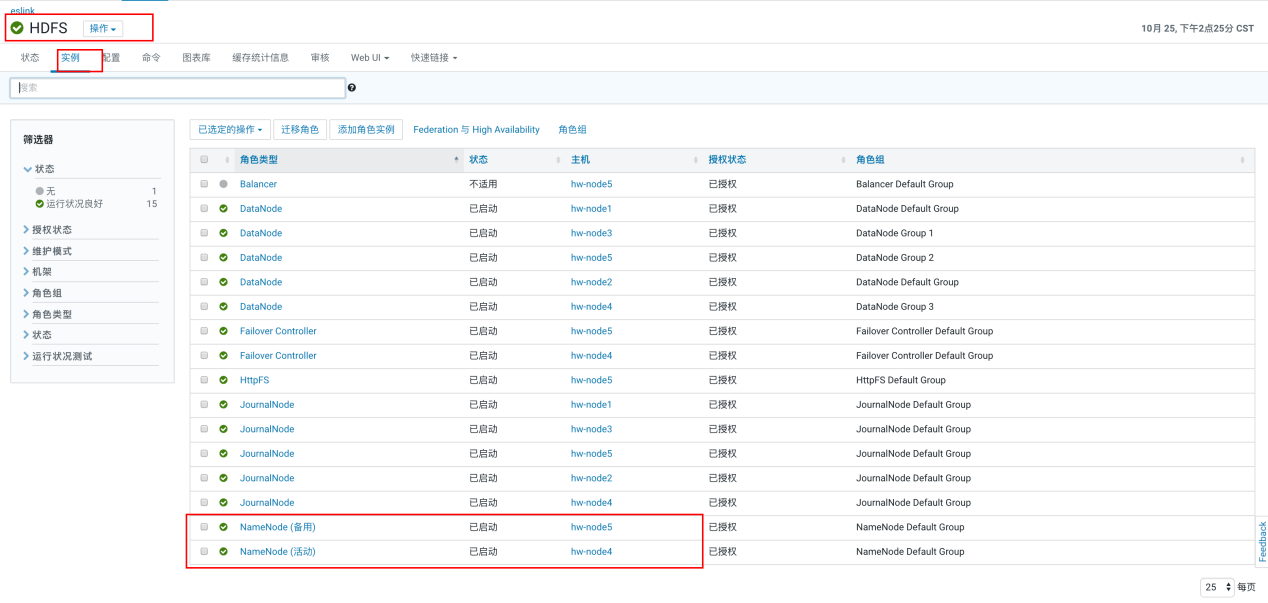 eslink
HDFS 操作
10月 25, 下午2点25分 CST
状态 实例 配置 命令 图表库 缓存统计信息 审核 Web UI 快速链接
搜索
筛选器
状态
无 1
运行状况良好 15
授权状态
维护模式
机架
角色组
角色类型
状态
运行状况测试
已选定的操作 迁移角色 添加角色实例 Federation 与 High Availability 角色组
角色类型 状态 主机 授权状态 角色组
Balancer 不适用 hw-node5 已授权 Balancer Default Group
DataNode 已启动 hw-node1 已授权 DataNode Default Group
DataNode 已启动 hw-node3 已授权 DataNode Group 1
DataNode 已启动 hw-node5 已授权 DataNode Group 2
DataNode 已启动 hw-node2 已授权 DataNode Default Group
DataNode 已启动 hw-node4 已授权 DataNode Group 3
Failover Controller 已启动 hw-node5 已授权 Failover Controller Default Group
Failover Controller 已启动 hw-node4 已授权 Failover Controller Default Group
HttpFS 已启动 hw-node5 已授权 HttpFS Default Group
JournalNode 已启动 hw-node1 已授权 JournalNode Default Group
JournalNode 已启动 hw-node3 已授权 JournalNode Default Group
JournalNode 已启动 hw-node5 已授权 JournalNode Default Group
JournalNode 已启动 hw-node2 已授权 JournalNode Default Group
JournalNode 已启动 hw-node4 已授权 JournalNode Default Group
NameNode (备用) 已启动 hw-node5 已授权 NameNode Default Group
NameNode (活动) 已启动 hw-node4 已授权 NameNode Default Group
Feedback
25 每页